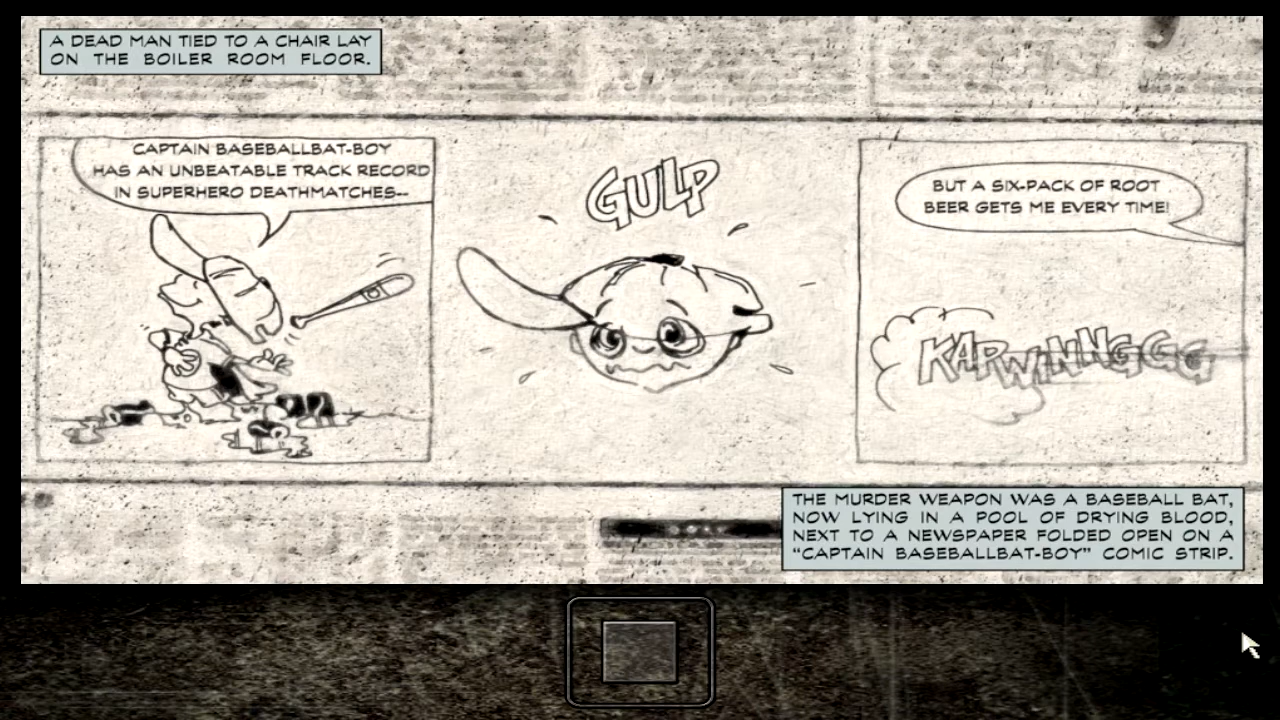 A DEAD MAN TIED TO A CHAIR LAY
ON THE BOILER ROOM FLOOR.
CAPTAIN BASEBALLBAT-BOY
HAS AN UNBEATABLE TRACK RECORD
IN SUPERHERO DEATHMATCHES--
GULP
BUT A SIX-PACK OF ROOT
BEER GETS ME EVERY TIME!
KAPWINNGGGG
THE MURDER WEAPON WAS A BASEBALL BAT,
NOW LYING IN A POOL OF DRYING BLOOD,
NEXT TO A NEWSPAPER FOLDED OPEN ON A
“CAPTAIN BASEBALLBAT-BOY” COMIC STRIP.